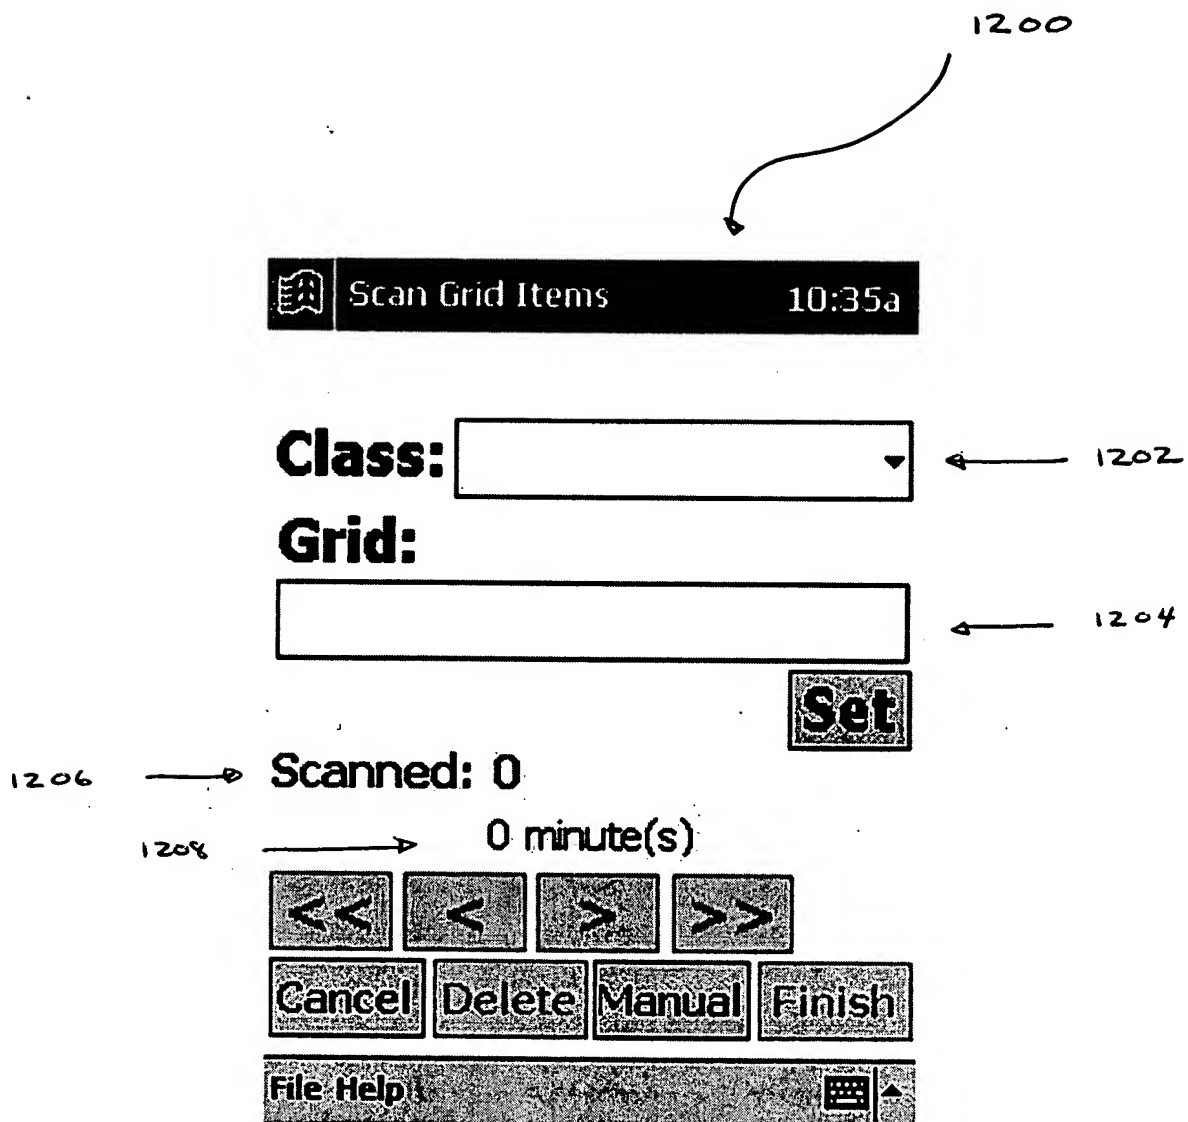 1200
Scan Grid Items 10:35a
Class:
1202
Grid:
1204
Set
1206 Scanned: 0
1208 0 minute(s)
<< < > >>
Cancel Delete Manual Finish
File Help